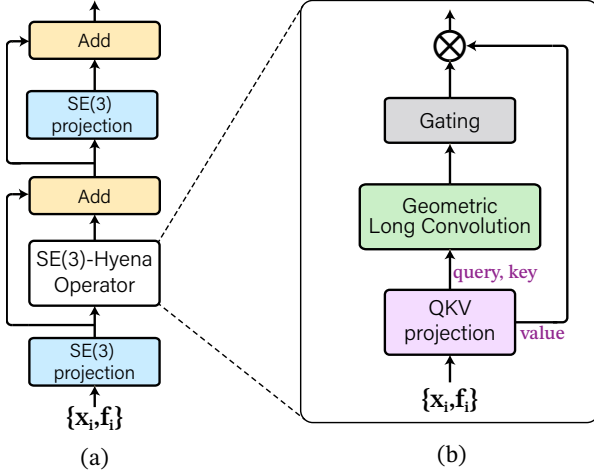 Add
SE(3)
projection
Add
SE(3)-Hyena
Operator
SE(3)
projection
{xᵢ,fᵢ}
(a)
Gating
Geometric
Long Convolution
query, key
QKV
projection
value
{xᵢ,fᵢ}
(b)